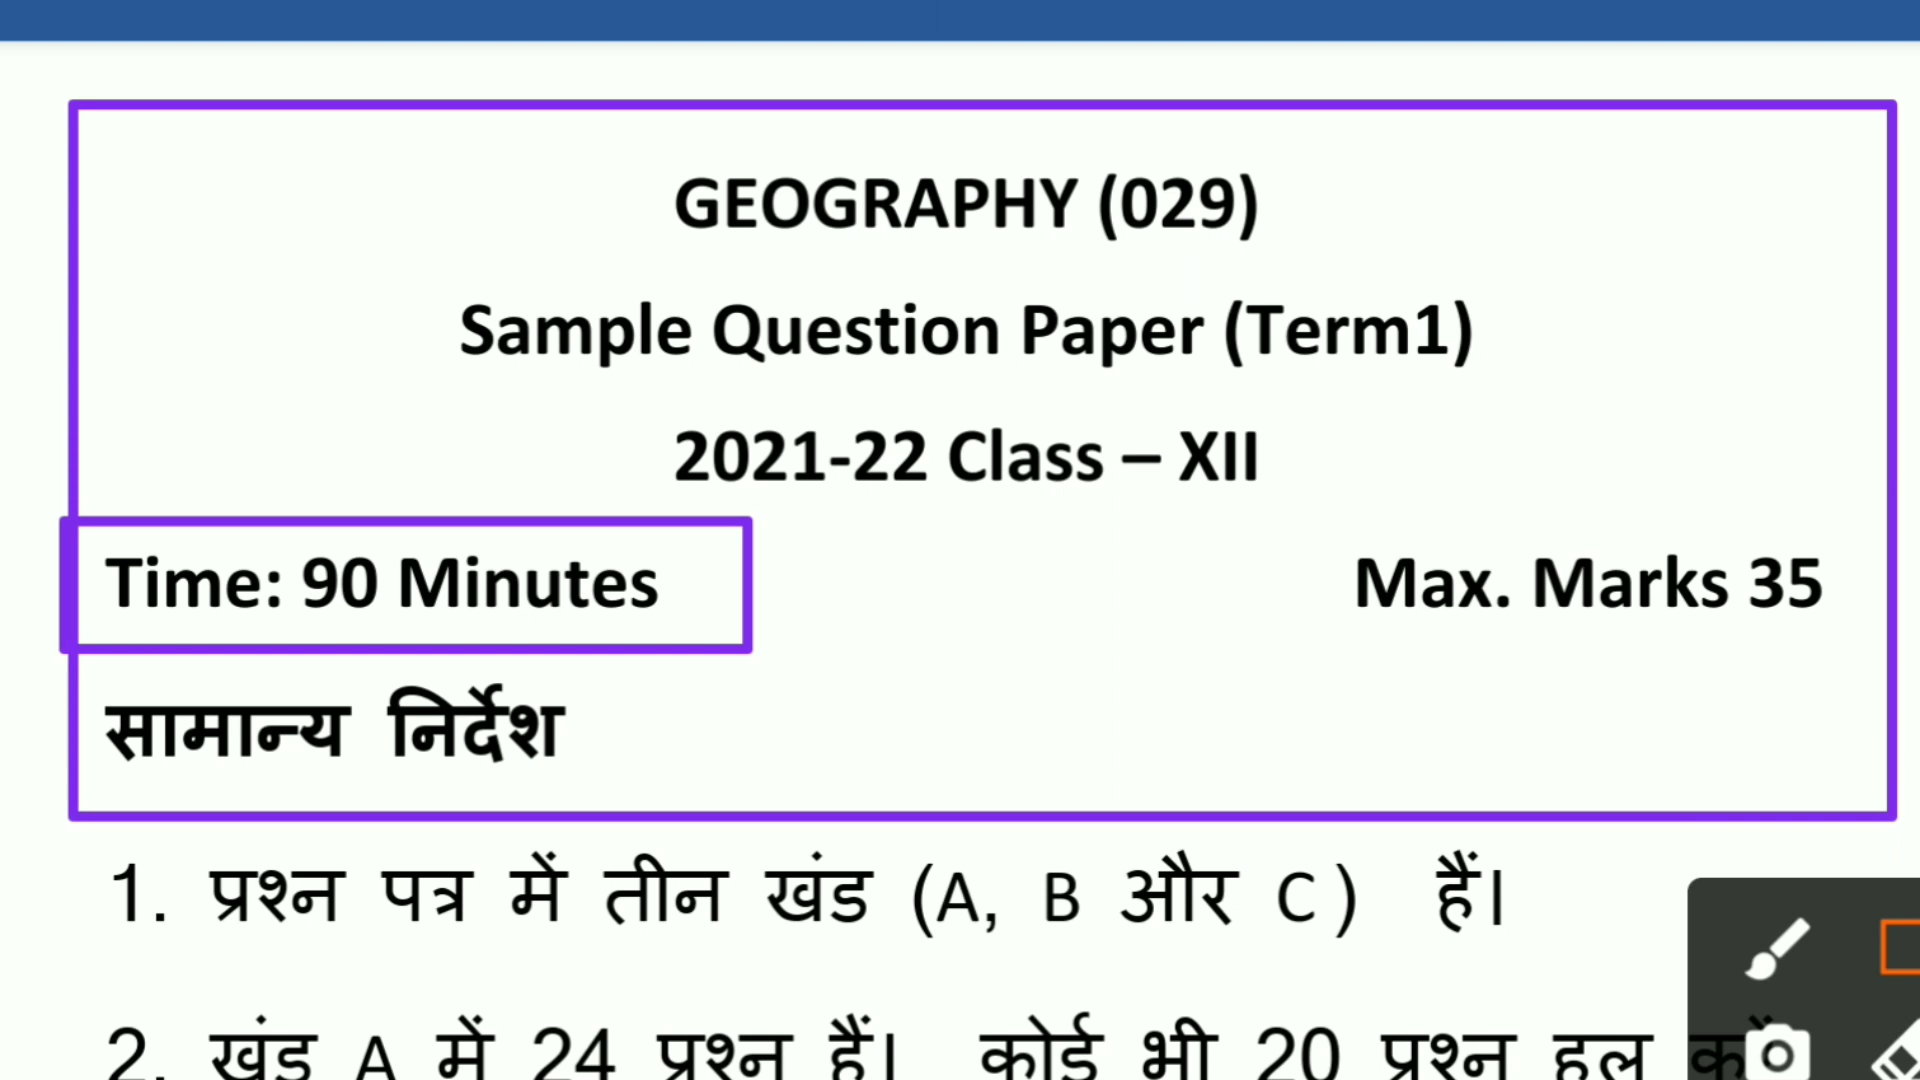 GEOGRAPHY (029)
Sample Question Paper (Term1)
2021-22 Class – XII
Time: 90 Minutes Max. Marks 35
सामान्य निर्देश
1. प्रश्न पत्र में तीन खंड (A, B और C) हैं।
2. खंड A में 24 प्रश्न हैं। कोई भी 20 प्रश्न हल